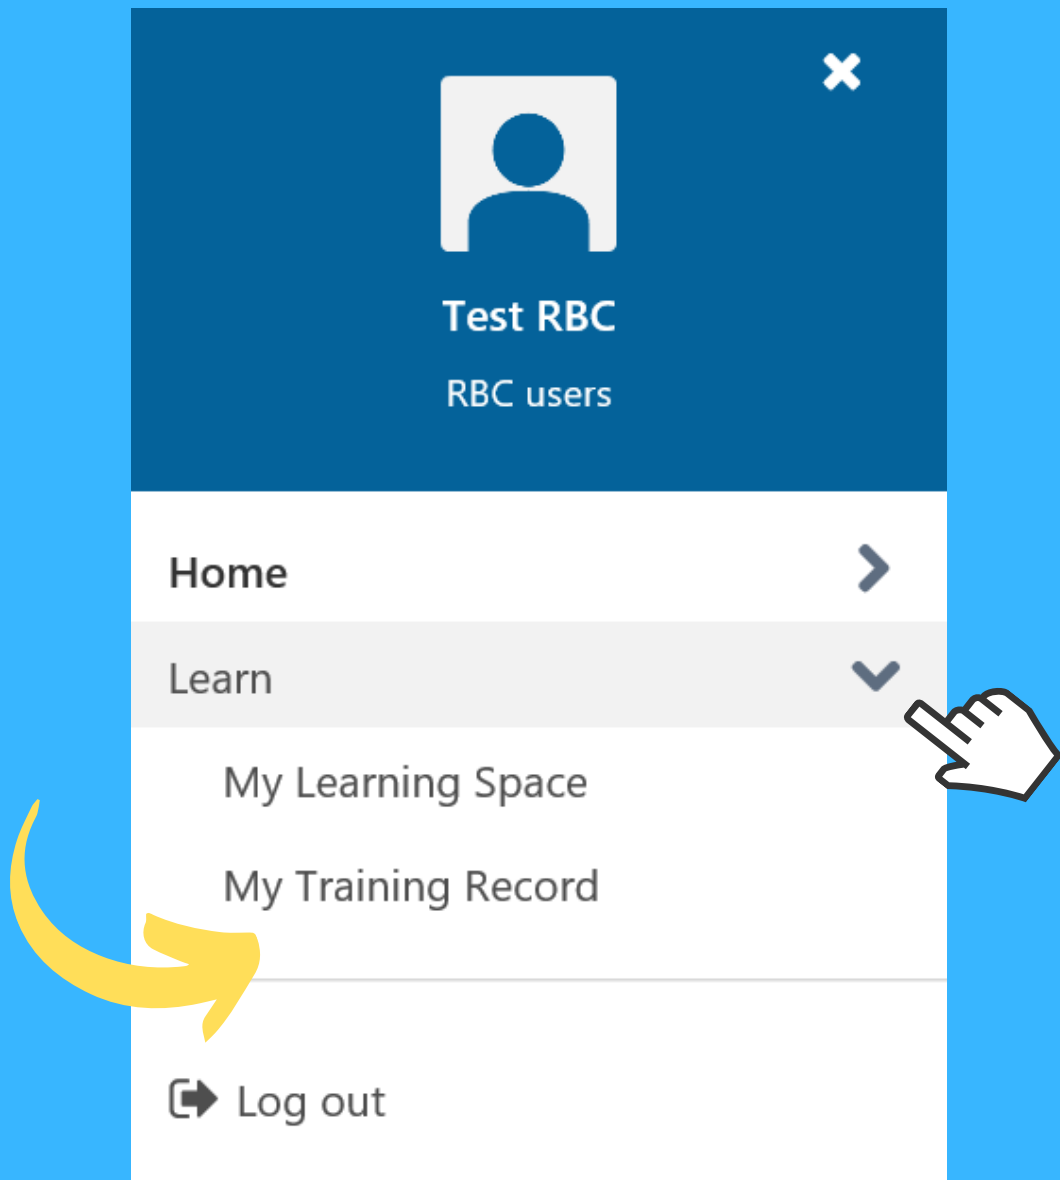 Test RBC
RBC users
Home
Learn
My Learning Space
My Training Record
Log out